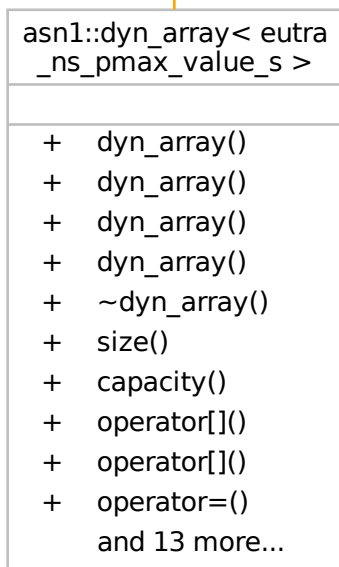 asn1::dyn_array< eutra
_ns_pmax_value_s >
+ dyn_array()
+ dyn_array()
+ dyn_array()
+ dyn_array()
+ ~dyn_array()
+ size()
+ capacity()
+ operator[]()
+ operator[]()
+ operator=()
and 13 more...